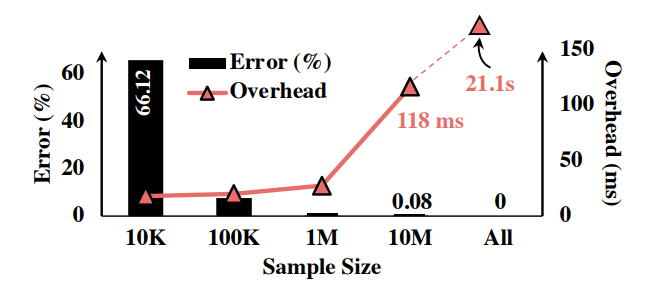 Error (%)
Overhead
60
40
20
0
Error (%)
66.12
118 ms
21.1s
0.08
0
150
100
50
0
Overhead (ms)
10K 100K 1M 10M All
Sample Size